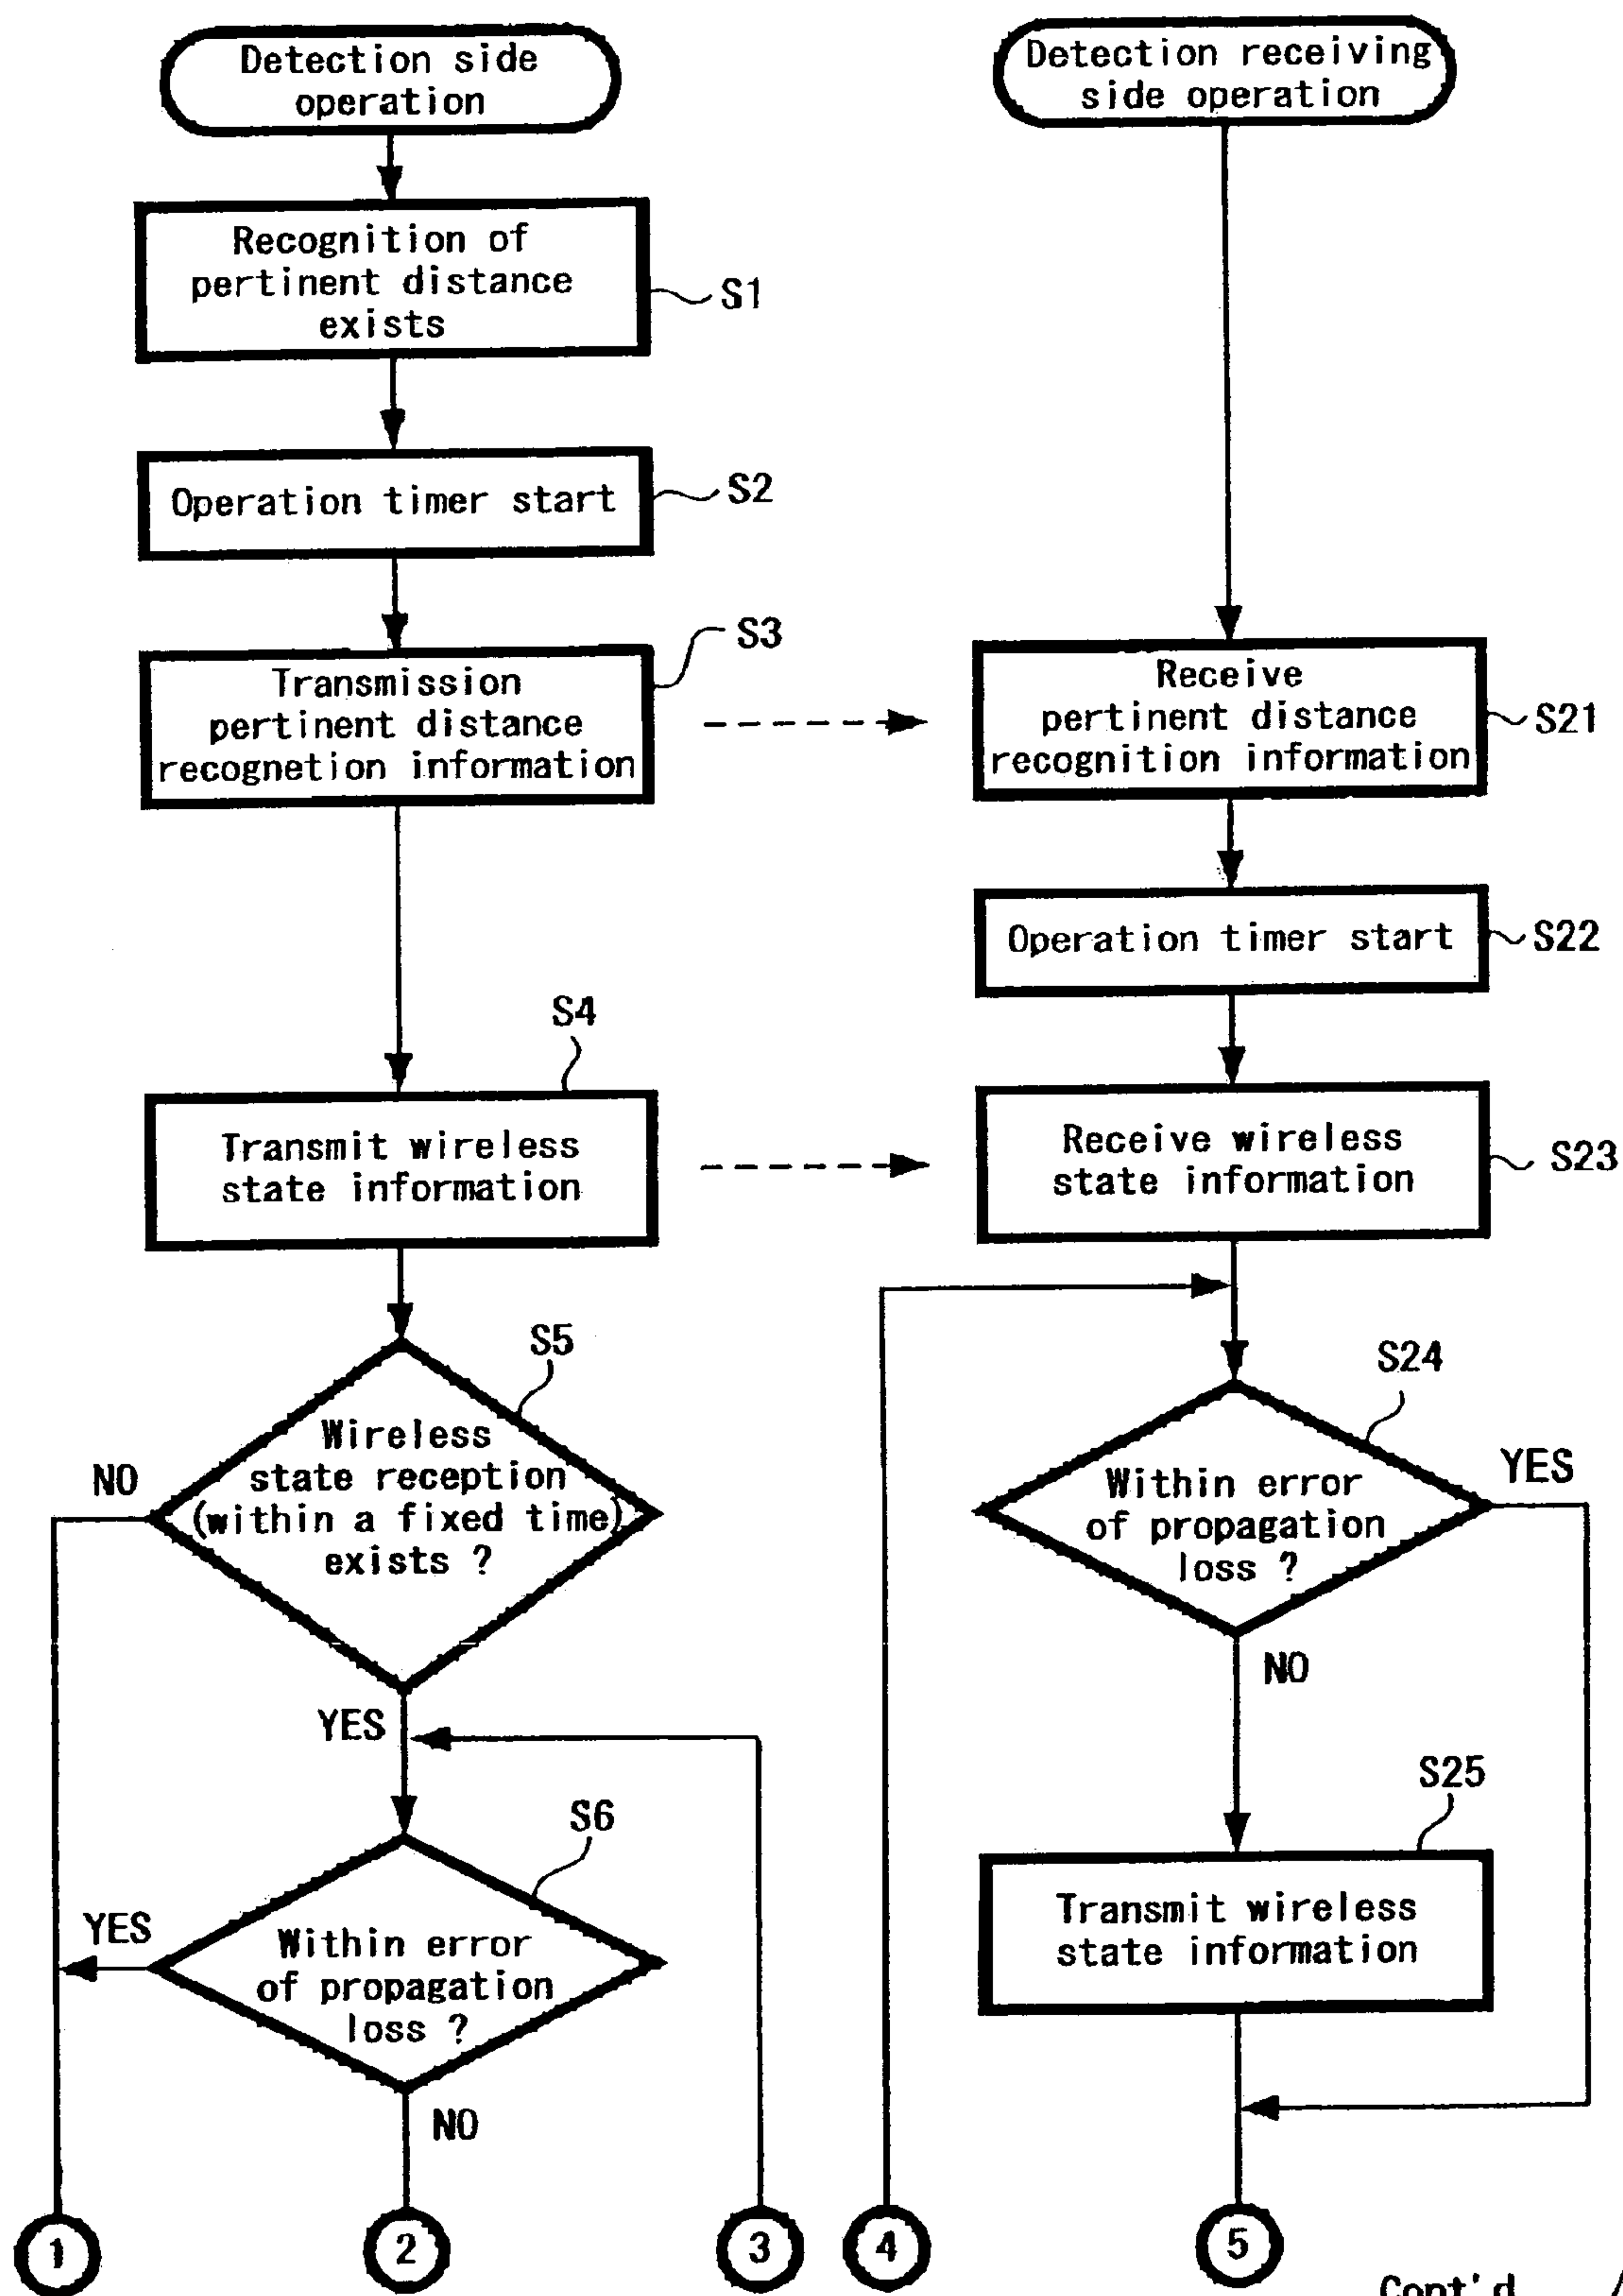 Detection side
operation
Recognition of
pertinent distance
exists
S1
Operation timer start
S2
S3
Transmission
pertinent distance
recognetion information
S4
Transmit wireless
state information
S5
Wireless
state reception
(within a fixed time)
exists ?
NO
YES
S6
Within error
of propagation
loss ?
YES
NO
1
2
3
Detection receiving
side operation
Receive
pertinent distance
recognition information
S21
Operation timer start
S22
Receive wireless
state information
S23
S24
Within error
of propagation
loss ?
YES
NO
S25
Transmit wireless
state information
4
5
Cont'd